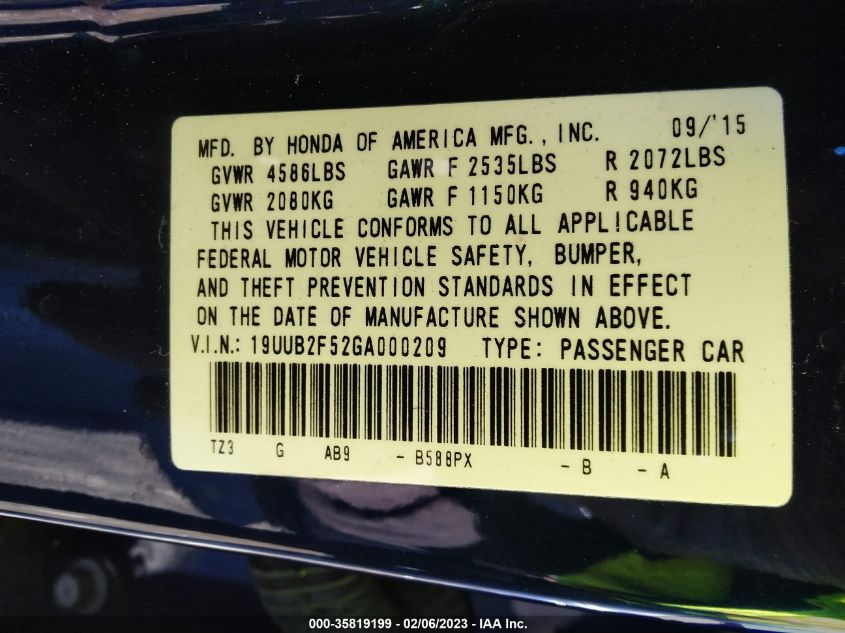 MFD. BY HONDA OF AMERICA MFG., INC. 09/'15
GVWR 4586LBS GAWR F 2535LBS R 2072LBS
GVWR 2080KG GAWR F 1150KG R 940KG
THIS VEHICLE CONFORMS TO ALL APPLICABLE
FEDERAL MOTOR VEHICLE SAFETY, BUMPER,
AND THEFT PREVENTION STANDARDS IN EFFECT
ON THE DATE OF MANUFACTURE SHOWN ABOVE.
V.I.N.: 19UUB2F52GA000209 TYPE: PASSENGER CAR
TZ3 G AB9 - B588PX - B - A
000-35819199 — 02/06/2023 — IAA Inc.